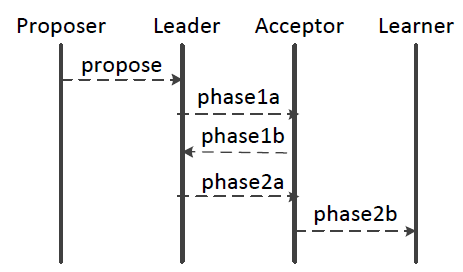 Proposer Leader Acceptor Learner
propose
phase1a
phase1b
phase2a
phase2b